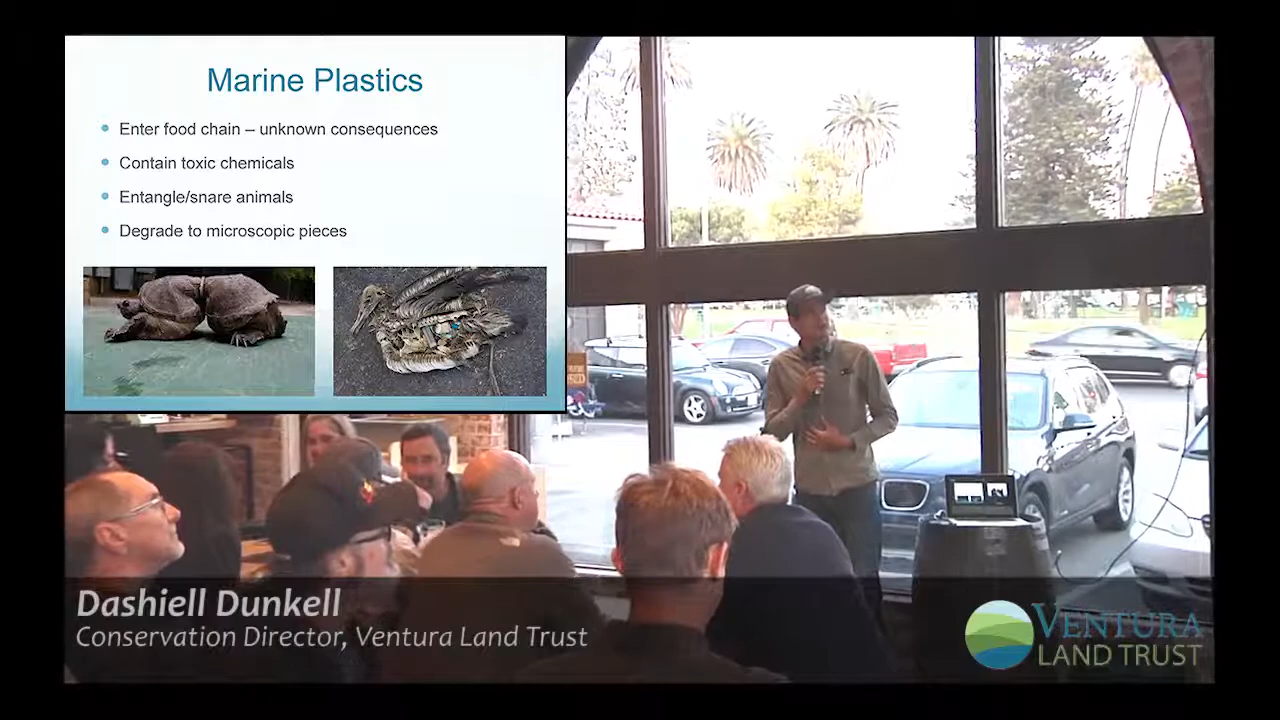 Marine Plastics
Enter food chain – unknown consequences
Contain toxic chemicals
Entangle/snare animals
Degrade to microscopic pieces
Dashiell Dunkell
Conservation Director, Ventura Land Trust
VENTURA
LAND TRUST